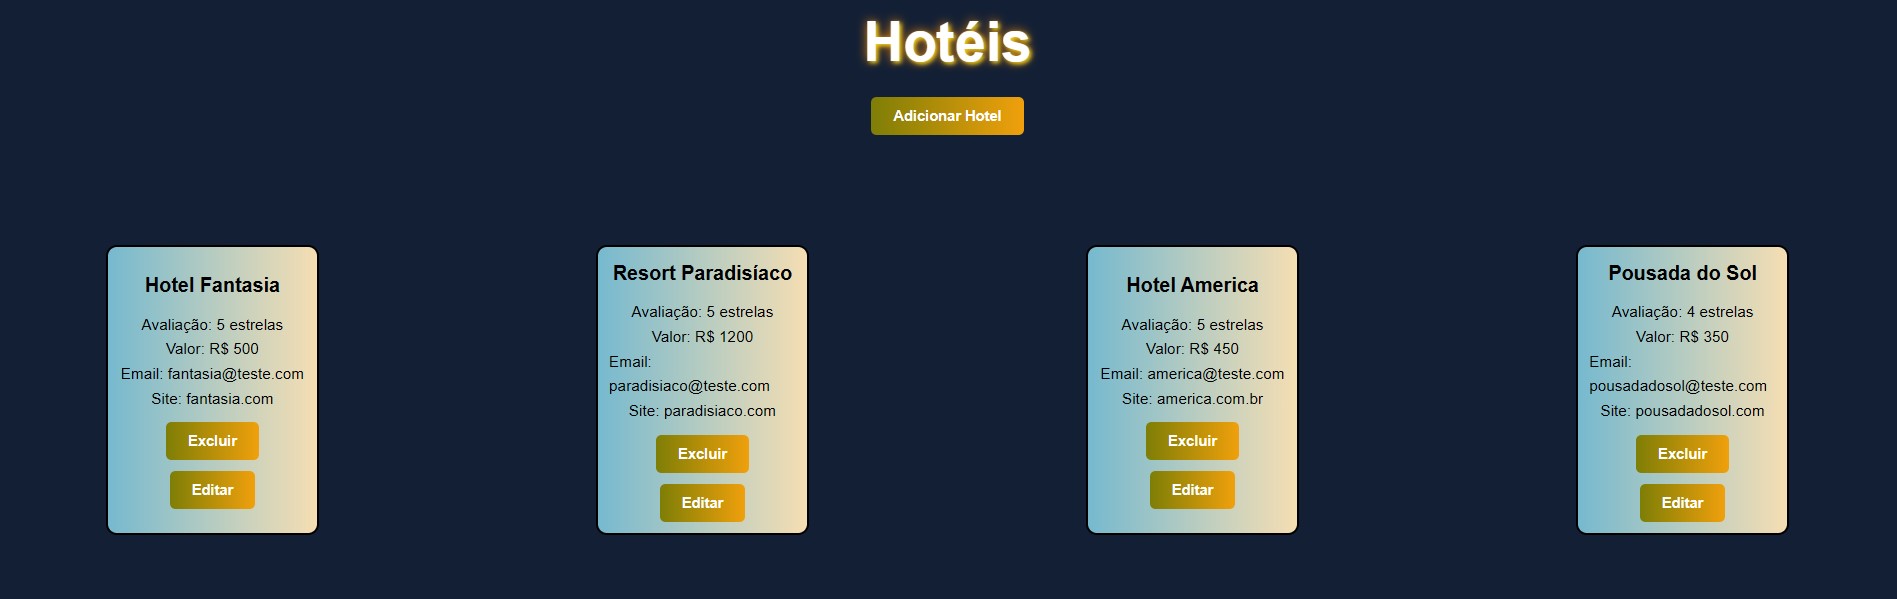 Hotéis
Adicionar Hotel
Hotel Fantasia
Avaliação: 5 estrelas
Valor: R$ 500
Email: fantasia@teste.com
Site: fantasia.com
Excluir
Editar
Resort Paradisíaco
Avaliação: 5 estrelas
Valor: R$ 1200
Email:
paradisiaco@teste.com
Site: paradisiaco.com
Excluir
Editar
Hotel America
Avaliação: 5 estrelas
Valor: R$ 450
Email: america@teste.com
Site: america.com.br
Excluir
Editar
Pousada do Sol
Avaliação: 4 estrelas
Valor: R$ 350
Email:
pousadadosol@teste.com
Site: pousadadosol.com
Excluir
Editar